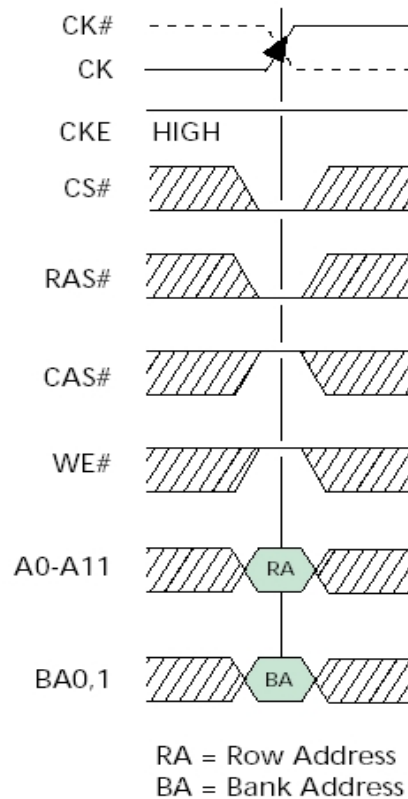 CK#
CK
CKE HIGH
CS#
RAS#
CAS#
WE#
A0-A11 RA
BA0,1 BA
RA = Row Address
BA = Bank Address